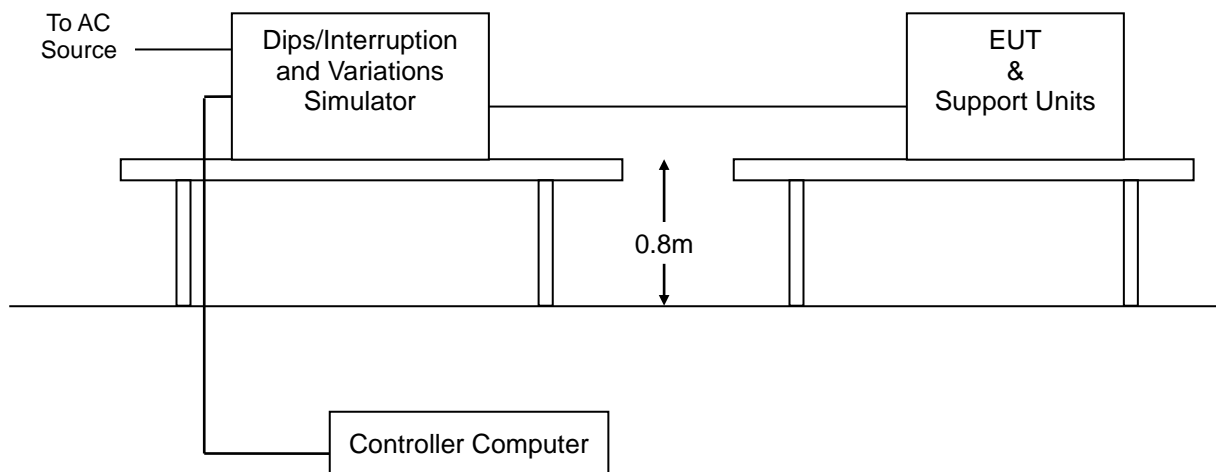 To AC
Source
Dips/Interruption
and Variations
Simulator
EUT
&
Support Units
0.8m
Controller Computer